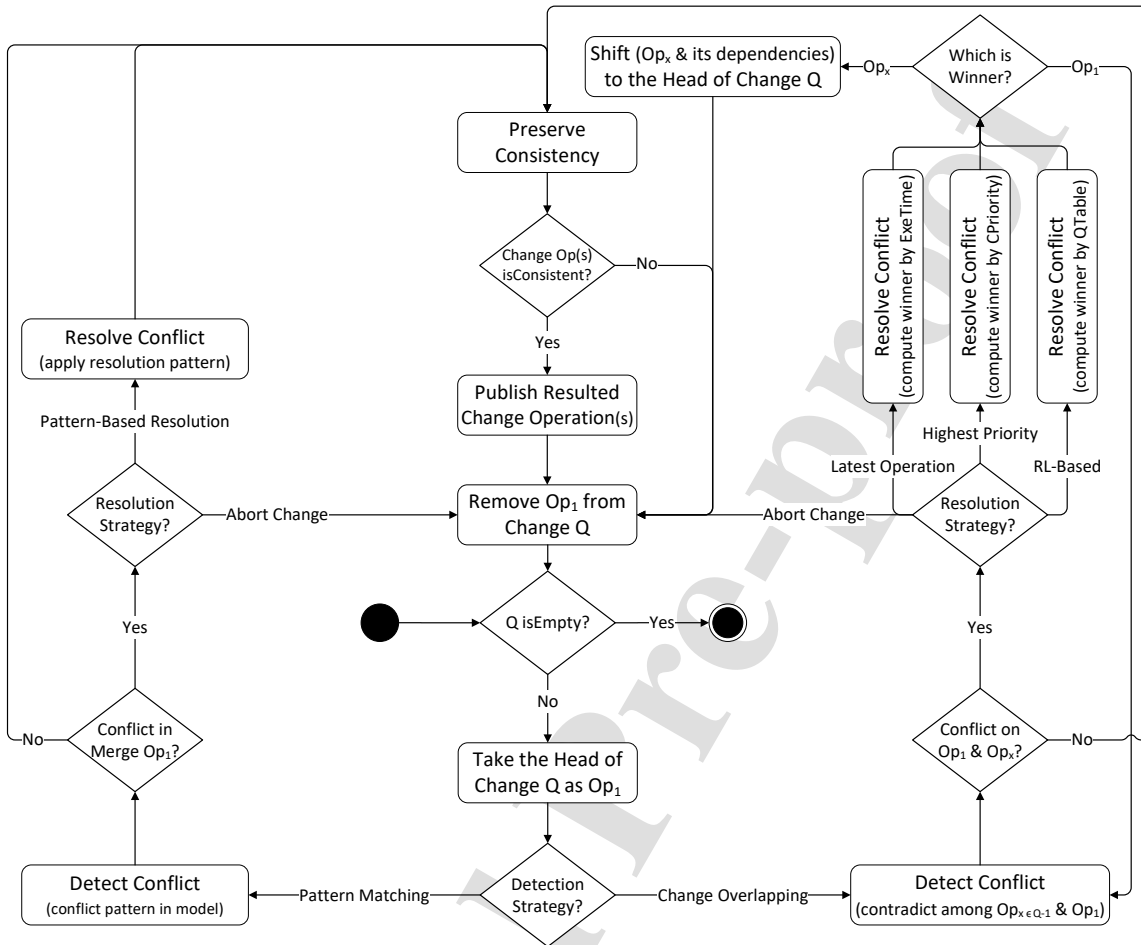 Shift (Opx & its dependencies)
to the Head of Change Q
Opx
Which is
Winner?
Op1
Preserve
Consistency
Change Op(s)
isConsistent?
No
Yes
Resolve Conflict
(compute winner by ExeTime)
Resolve Conflict
(compute winner by CPriority)
Resolve Conflict
(compute winner by QTable)
Resolve Conflict
(apply resolution pattern)
Pattern-Based Resolution
Publish Resulted
Change Operation(s)
Highest Priority
Latest Operation
RL-Based
Resolution
Strategy?
Abort Change
Remove Op1 from
Change Q
Abort Change
Resolution
Strategy?
Yes
Q isEmpty?
Yes
Yes
No
No
Conflict in
Merge Op1?
Take the Head of
Change Q as Op1
Conflict on
Op1 & Opx?
No
Detect Conflict
(conflict pattern in model)
Pattern Matching
Detection
Strategy?
Change Overlapping
Detect Conflict
(contradict among Opx ϵ Q-1 & Op1)
l Pre-proof